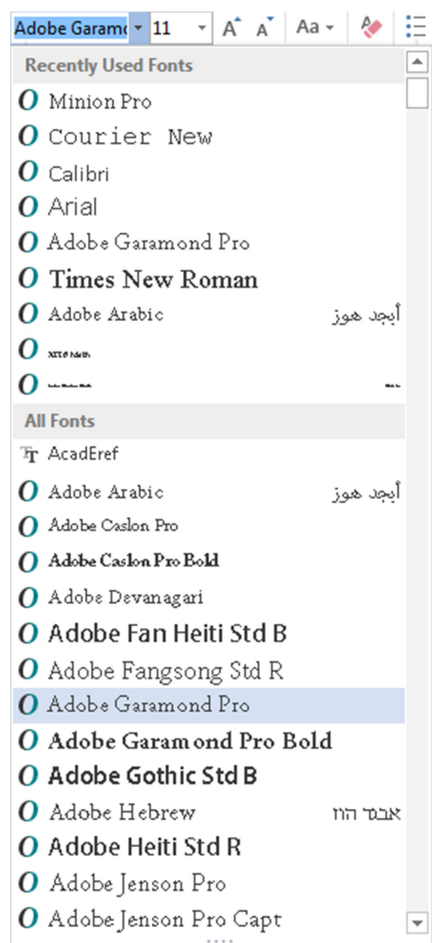 Adobe Garamo 11 A A Aa
Recently Used Fonts
O Minion Pro
O Courier New
O Calibri
O Arial
O Adobe Garamond Pro
O Times New Roman
O Adobe Arabic أبجد هوز
O
O
All Fonts
TT AcadEref
O Adobe Arabic أبجد هوز
O Adobe Caslon Pro
O Adobe Caslon Pro Bold
O Adobe Devanagari
O Adobe Fan Heiti Std B
O Adobe Fangsong Std R
O Adobe Garamond Pro
O Adobe Garamond Pro Bold
O Adobe Gothic Std B
O Adobe Hebrew אבגד הוז
O Adobe Heiti Std R
O Adobe Jenson Pro
O Adobe Jenson Pro Capt